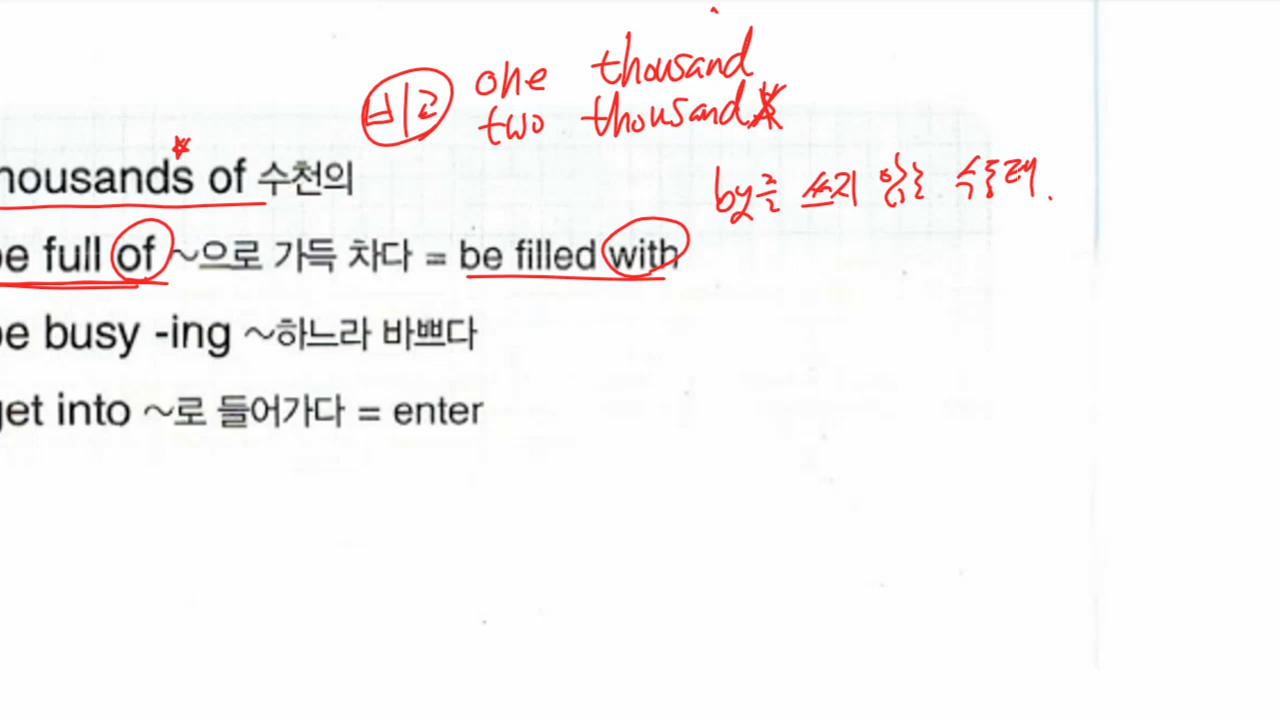 비교 one thousand
two thousand
housands of 수천의
by를 쓰지 않는 수동태.
be full of ~으로 가득 차다 = be filled with
be busy -ing ~하느라 바쁘다
get into ~로 들어가다 = enter